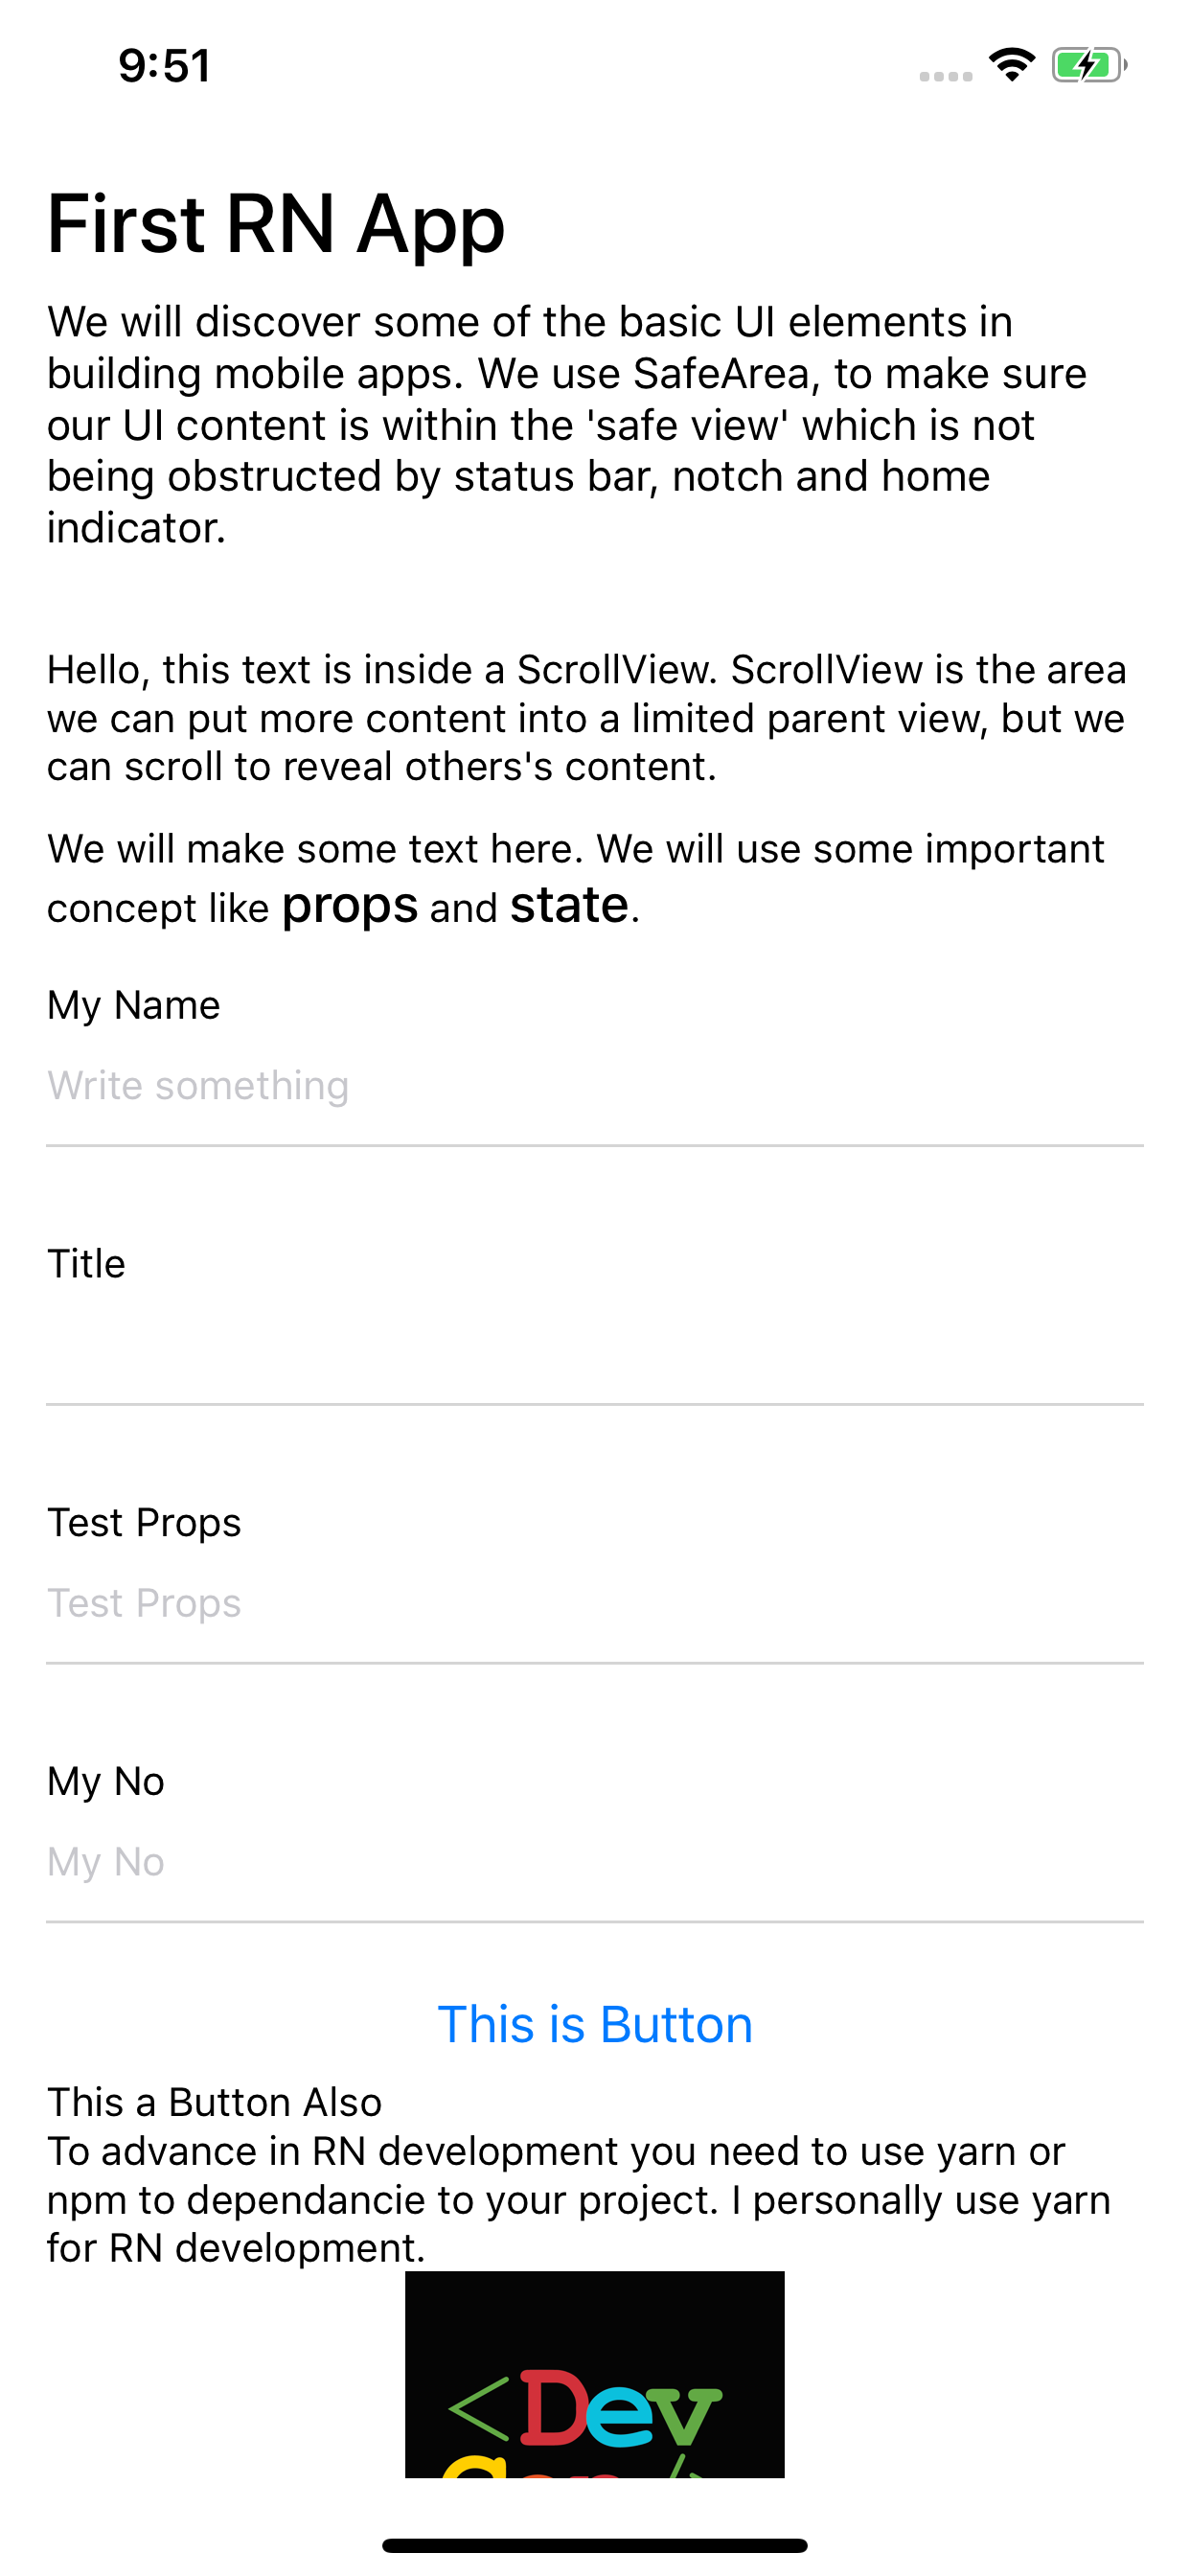 9:51
First RN App
We will discover some of the basic UI elements in
building mobile apps. We use SafeArea, to make sure
our UI content is within the 'safe view' which is not
being obstructed by status bar, notch and home
indicator.
Hello, this text is inside a ScrollView. ScrollView is the area
we can put more content into a limited parent view, but we
can scroll to reveal others's content.
We will make some text here. We will use some important
concept like props and state.
My Name
Write something
Title
Test Props
Test Props
My No
My No
This is Button
This a Button Also
To advance in RN development you need to use yarn or
npm to dependancie to your project. I personally use yarn
for RN development.
<Dev